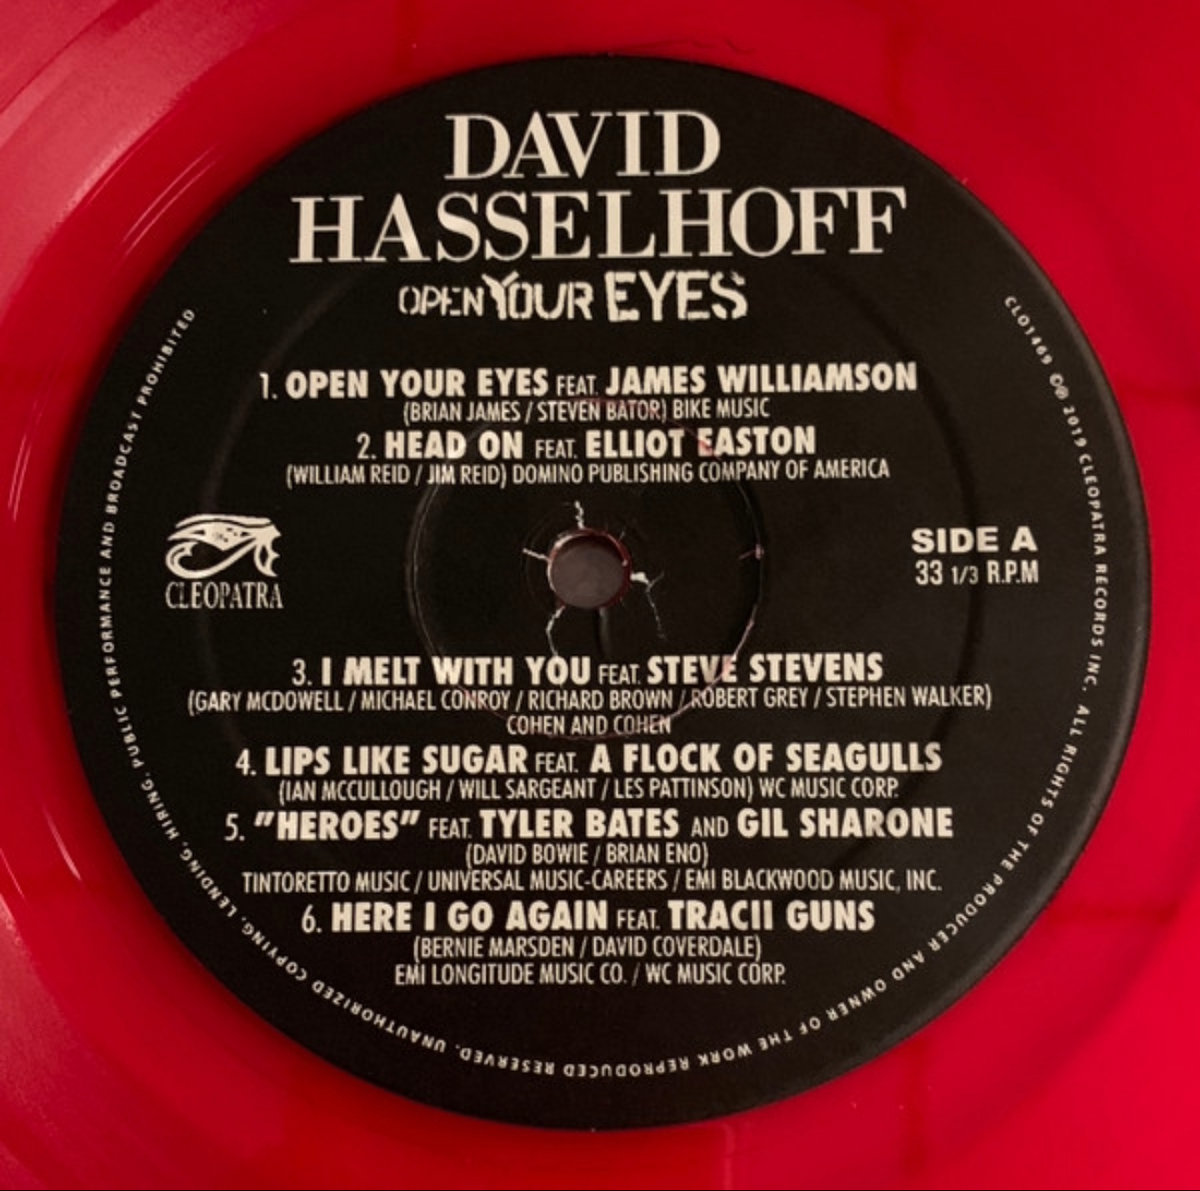 DAVID
HASSELHOFF
OPEN YOUR EYES
1. OPEN YOUR EYES FEAT. JAMES WILLIAMSON
(BRIAN JAMES / STEVEN BATOR) BIKE MUSIC
2. HEAD ON FEAT. ELLIOT EASTON
(WILLIAM REID / JIM REID) DOMINO PUBLISHING COMPANY OF AMERICA
CLEOPATRA
SIDE A
33 1/3 R.P.M
3. I MELT WITH YOU FEAT. STEVE STEVENS
(GARY MCDOWELL / MICHAEL CONROY / RICHARD BROWN / ROBERT GREY / STEPHEN WALKER)
COHEN AND COHEN
4. LIPS LIKE SUGAR FEAT. A FLOCK OF SEAGULLS
(IAN MCCULLOUGH / WILL SARGEANT / LES PATTINSON) WC MUSIC CORP.
5. "HEROES" FEAT. TYLER BATES AND GIL SHARONE
(DAVID BOWIE / BRIAN ENO)
TINTORETTO MUSIC / UNIVERSAL MUSIC-CAREERS / EMI BLACKWOOD MUSIC, INC.
6. HERE I GO AGAIN FEAT. TRACII GUNS
(BERNIE MARSDEN / DAVID COVERDALE)
EMI LONGITUDE MUSIC CO. / WC MUSIC CORP.
CLO1469 ©℗ 2019 CLEOPATRA RECORDS INC. ALL RIGHTS OF THE PRODUCER AND OWNER OF THE WORK REPRODUCED RESERVED. UNAUTHORIZED COPYING, LENDING, HIRING, PUBLIC PERFORMANCE AND BROADCAST PROHIBITED